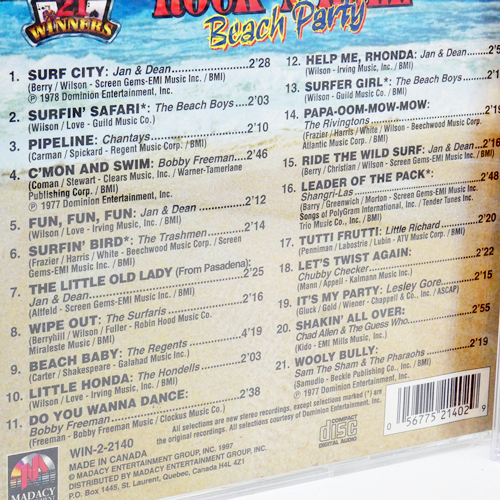 21
WINNERS
Beach Party
1. SURF CITY: Jan & Dean 2'28
(Berry / Wilson - Screen Gems-EMI Music Inc. / BMI)
Ⓟ 1978 Dominion Entertainment, Inc.
2. SURFIN' SAFARI*: The Beach Boys 2'03
(Wilson / Love - Guild Music Co.)
3. PIPELINE: Chantays 2'10
(Carman / Spickard - Regent Music Corp. / BMI)
4. C'MON AND SWIM: Bobby Freeman 2'46
(Coman / Stewart - Clears Music Inc. - Warner-Tamerlane
Publishing Corp. / BMI)
Ⓟ 1977 Dominion Entertainment, Inc.
5. FUN, FUN, FUN: Jan & Dean 2'12
(Wilson / Love - Irving Music, Inc. / BMI)
6. SURFIN' BIRD*: The Trashmen 2'14
(Frazier / Harris / White - Beechwood Music Corp. / Screen
Gems-EMI Music Inc. / BMI)
7. THE LITTLE OLD LADY (From Pasadena):
Jan & Dean 2'25
(Altfeld - Screen Gems-EMI Music Inc. / BMI)
8. WIPE OUT: The Surfaris 2'16
(Berryhill / Wilson / Fuller - Robin Hood Music Co.
Miraleste Music / BMI)
9. BEACH BABY: The Regents 4'19
(Carter / Shakespeare - Galahad Music Inc.)
10. LITTLE HONDA: The Hondells 2'03
(Wilson / Love - Irving Music, Inc. / BMI)
11. DO YOU WANNA DANCE:
Bobby Freeman 2'38
(Freeman - Bobby Freeman Music / Clockus Music Inc. / BMI)
12. HELP ME, RHONDA: Jan & Dean
(Wilson - Irving Music, Inc. / BMI)
13. SURFER GIRL*: The Beach Boys
(Wilson - Guild Music Co. / BMI)
14. PAPA-OOM-MOW-MOW:
The Rivingtons
(Frazier / Harris / White / Wilson - Beechwood Music Corp.
Atlantic Music Corp. / BMI)
15. RIDE THE WILD SURF: Jan & Dean 2'16
(Berry / Christian / Wilson - Screen Gems-EMI Music Inc. / BMI)
16. LEADER OF THE PACK*:
Shangri-Las 2'48
(Barry / Greenwich / Morton - Screen Gems-EMI Music Inc.
Songs of PolyGram International, Inc. / Tender Tunes Inc.
Trio Music Co., Inc. / BMI)
17. TUTTI FRUTTI: Little Richard 2'20
(Penniman / Labostrie / Lubin - ATV Music Corp. / BMI)
18. LET'S TWIST AGAIN:
Chubby Checker 2'15
(Mann / Appell - Kalmann Music Inc.)
19. IT'S MY PARTY: Lesley Gore
(Gluck / Gold / Wiener - Chappell & Co. Inc. / ASCAP)
20. SHAKIN' ALL OVER:
Chad Allen & The Guess Who 2'55
(Kido - EMI Mills Music, Inc.)
21. WOOLY BULLY:
Sam The Sham & The Pharaohs 2'19
(Samudio - Beckie Publishing Co., Inc. / BMI)
Ⓟ 1977 Dominion Entertainment, Inc.
All selections are new stereo recordings, except selections marked (*) are
the original recordings. All selections courtesy of Dominion Entertainment, Inc.
WIN-2-2140
MADE IN CANADA
© MADACY ENTERTAINMENT GROUP, INC. 1997
DISTRIBUTED BY MADACY ENTERTAINMENT GROUP, INC.
P.O. Box 1445, St. Laurent, Quebec, Canada H4L 4Z1
MADACY
COMPACT
disc
DIGITAL AUDIO
0 56775 21402 9